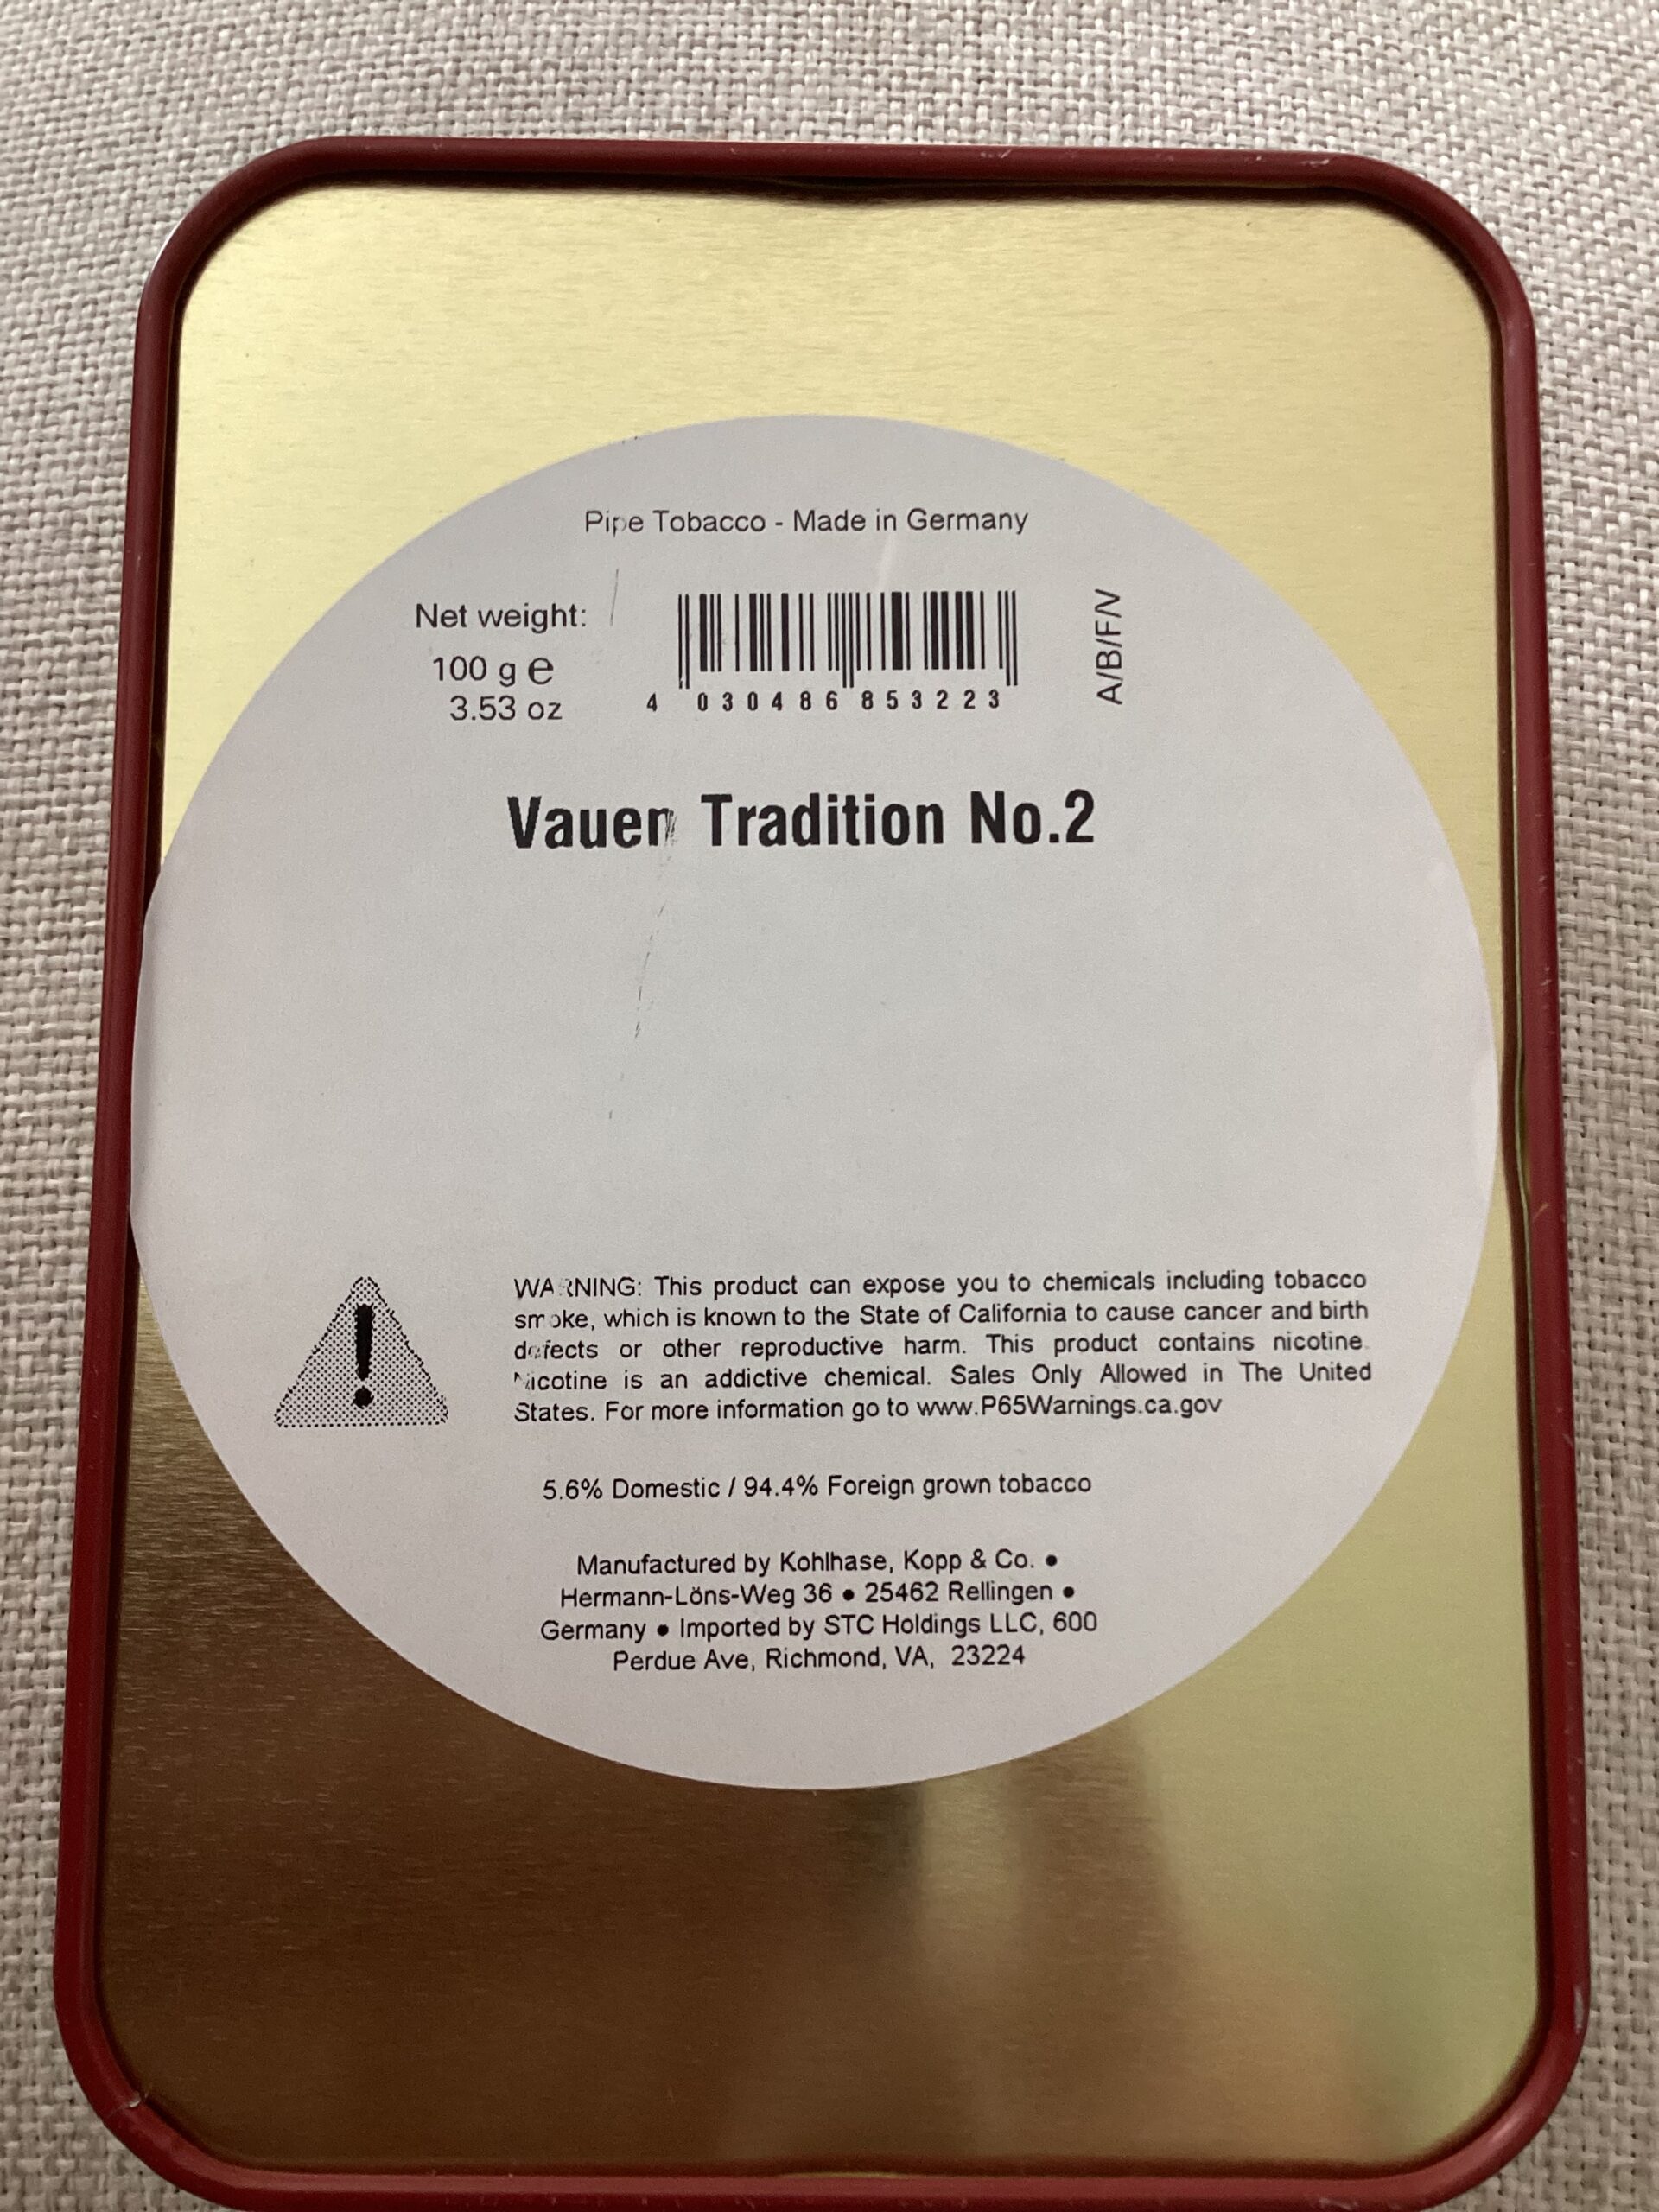 Pipe Tobacco - Made in Germany
Net weight:
100 g e
3.53 oz
4 030486 853223
A/B/F/V
Vauen Tradition No.2
WARNING: This product can expose you to chemicals including tobacco
smoke, which is known to the State of California to cause cancer and birth
defects or other reproductive harm. This product contains nicotine.
Nicotine is an addictive chemical. Sales Only Allowed in The United
States. For more information go to www.P65Warnings.ca.gov
5.6% Domestic / 94.4% Foreign grown tobacco
Manufactured by Kohlhase, Kopp & Co. •
Hermann-Löns-Weg 36 • 25462 Rellingen •
Germany • Imported by STC Holdings LLC, 600
Perdue Ave, Richmond, VA, 23224